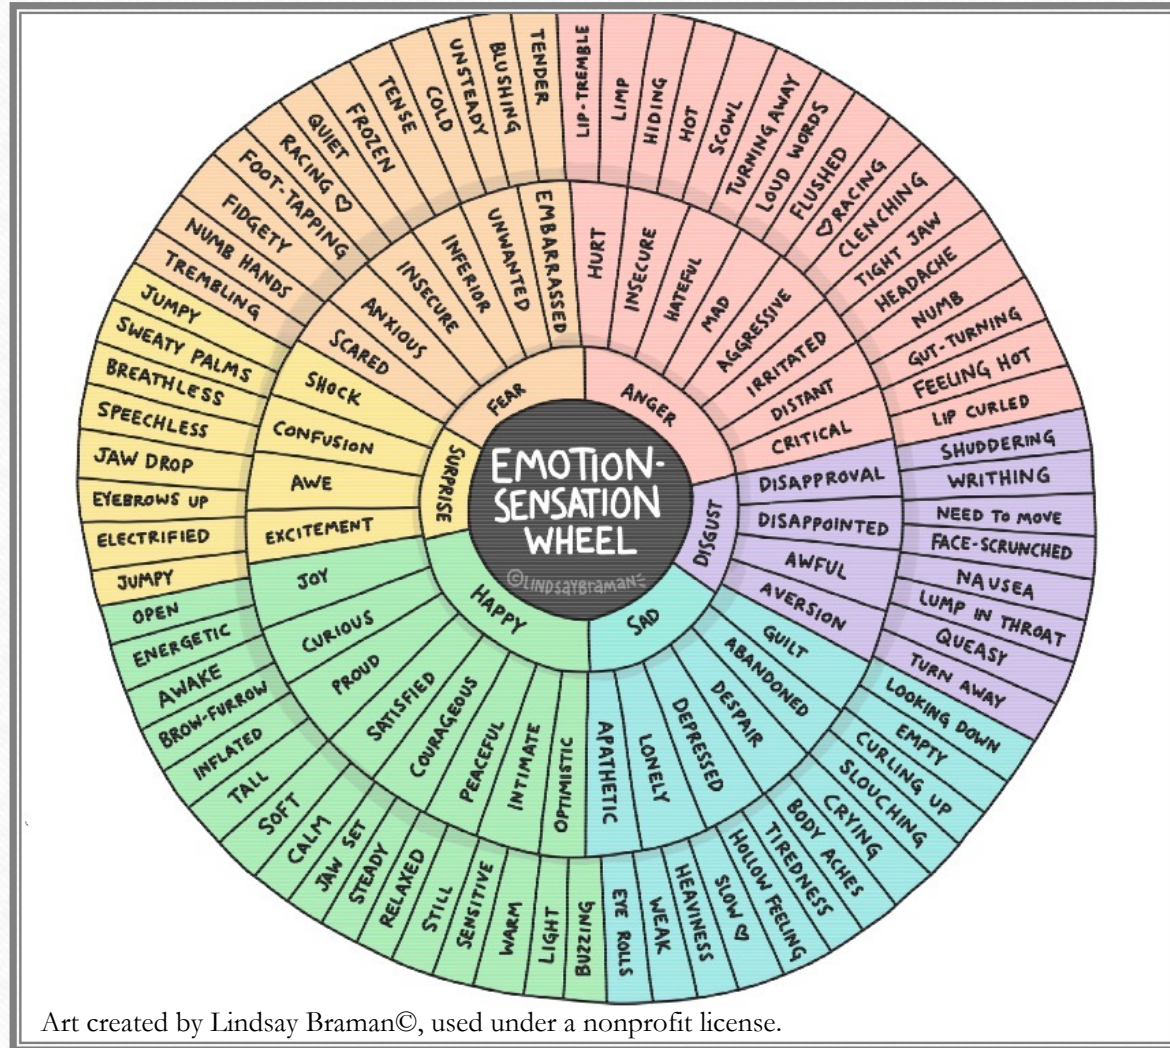 EMOTION-
SENSATION
WHEEL
©LINDSAYBRAMAN
FEAR
ANGER
DISGUST
SAD
HAPPY
SURPRISE
HURT
INSECURE
HATEFUL
MAD
AGGRESSIVE
IRRITATED
DISTANT
CRITICAL
DISAPPROVAL
DISAPPOINTED
AWFUL
AVERSION
GUILT
ABANDONED
DESPAIR
DEPRESSED
LONELY
APATHETIC
OPTIMISTIC
INTIMATE
PEACEFUL
COURAGEOUS
SATISFIED
PROUD
CURIOUS
JOY
EXCITEMENT
AWE
CONFUSION
SHOCK
SCARED
ANXIOUS
INSECURE
INFERIOR
UNWANTED
EMBARRASSED
LIP-TREMBLE
LIMP
HIDING
HOT
SCOWL
TURNING AWAY
LOUD WORDS
FLUSHED
♡ RACING
CLENCHING
TIGHT JAW
HEADACHE
NUMB
GUT-TURNING
FEELING HOT
LIP CURLED
SHUDDERING
WRITHING
NEED TO MOVE
FACE-SCRUNCHED
NAUSEA
LUMP IN THROAT
QUEASY
TURN AWAY
LOOKING DOWN
EMPTY
CURLING UP
SLOUCHING
CRYING
BODY ACHES
TIREDNESS
HOLLOW FEELING
SLOW ♡
HEAVINESS
WEAK
EYE ROLLS
BUZZING
LIGHT
WARM
SENSITIVE
STILL
RELAXED
STEADY
JAW SET
CALM
SOFT
TALL
INFLATED
BROW-FURROW
AWAKE
ENERGETIC
OPEN
JUMPY
ELECTRIFIED
EYEBROWS UP
JAW DROP
SPEECHLESS
BREATHLESS
SWEATY PALMS
JUMPY
TREMBLING
NUMB HANDS
FIDGETY
FOOT-TAPPING
RACING ♡
QUIET
FROZEN
TENSE
COLD
UNSTEADY
BLUSHING
TENDER
Art created by Lindsay Braman©, used under a nonprofit license.